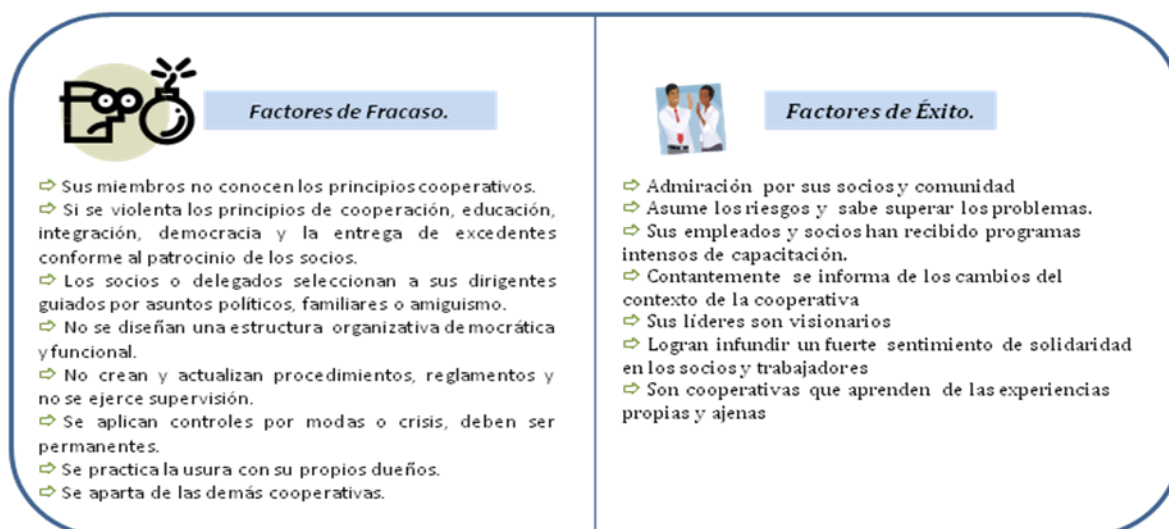 Factores de Fracaso.
⇨ Sus miembros no conocen los principios cooperativos.
⇨ Si se violenta los principios de cooperación, educación,
integración, democracia y la entrega de excedentes
conforme al patrocinio de los socios.
⇨ Los socios o delegados seleccionan a sus dirigentes
guiados por asuntos políticos, familiares o amiguismo.
⇨ No se diseñan una estructura organizativa democrática
y funcional.
⇨ No crean y actualizan procedimientos, reglamentos y
no se ejerce supervisión.
⇨ Se aplican controles por modas o crisis, deben ser
permanentes.
⇨ Se practica la usura con su propios dueños.
⇨ Se aparta de las demás cooperativas.
Factores de Éxito.
⇨ Admiración por sus socios y comunidad
⇨ Asume los riesgos y sabe superar los problemas.
⇨ Sus empleados y socios han recibido programas
intensos de capacitación.
⇨ Contantemente se informa de los cambios del
contexto de la cooperativa
⇨ Sus líderes son visionarios
⇨ Logran infundir un fuerte sentimiento de solidaridad
en los socios y trabajadores
⇨ Son cooperativas que aprenden de las experiencias
propias y ajenas